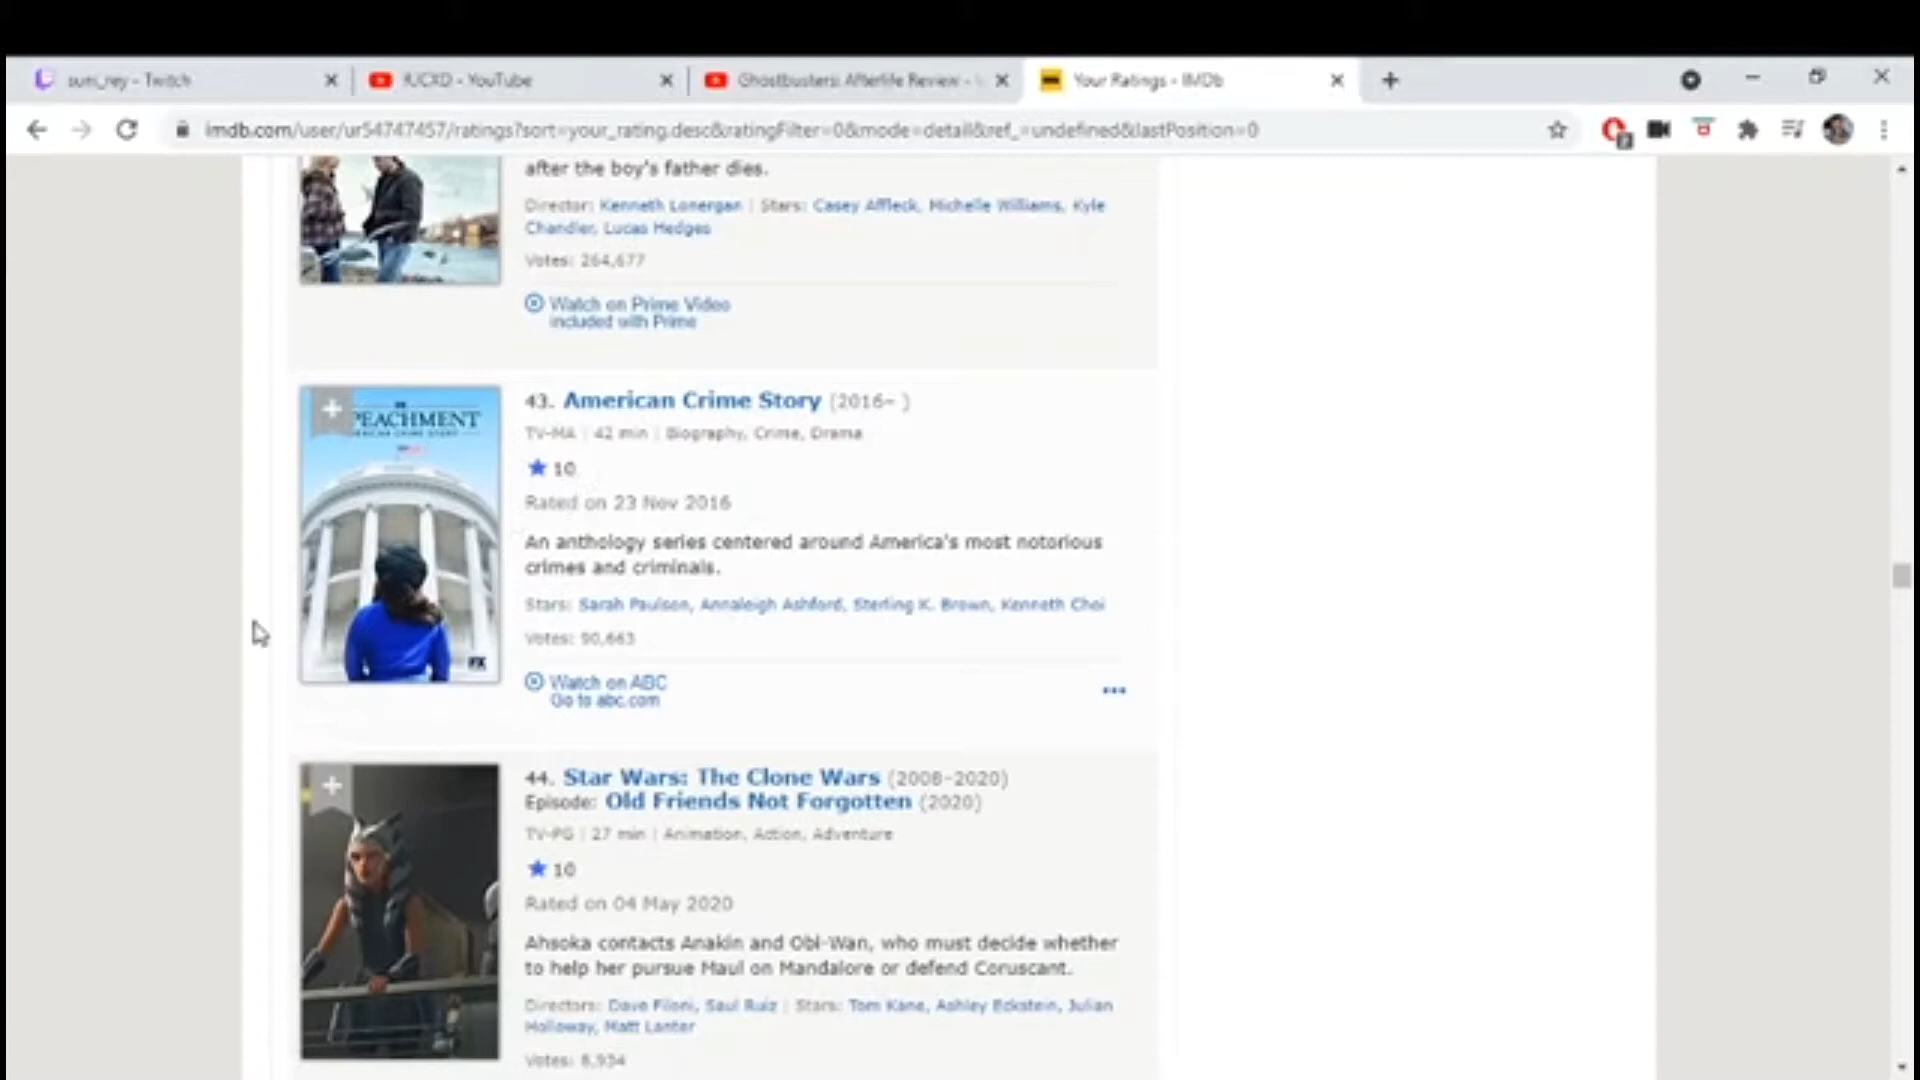 sum_rey - Twitch
IUCXD - YouTube
Ghostbusters: Afterlife Review -
Your Ratings - IMDb
imdb.com/user/ur54747457/ratings?sort=your_rating.desc&ratingFilter=0&mode=detail&ref_=undefined&lastPosition=0
after the boy's father dies.
Director: Kenneth Lonergan | Stars: Casey Affleck, Michelle Williams, Kyle
Chandler, Lucas Hedges
Votes: 264,677
Watch on Prime Video
included with Prime
PEACHMENT
FX
43. American Crime Story (2016– )
TV-MA | 42 min | Biography, Crime, Drama
10
Rated on 23 Nov 2016
An anthology series centered around America's most notorious
crimes and criminals.
Stars: Sarah Paulson, Annaleigh Ashford, Sterling K. Brown, Kenneth Choi
Votes: 90,663
Watch on ABC
Go to abc.com
44. Star Wars: The Clone Wars (2008–2020)
Episode: Old Friends Not Forgotten (2020)
TV-PG | 27 min | Animation, Action, Adventure
10
Rated on 04 May 2020
Ahsoka contacts Anakin and Obi-Wan, who must decide whether
to help her pursue Maul on Mandalore or defend Coruscant.
Directors: Dave Filoni, Saul Ruiz | Stars: Tom Kane, Ashley Eckstein, Julian
Holloway, Matt Lanter
Votes: 8,934